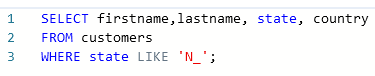 1 SELECT firstname,lastname, state, country
2 FROM customers
3 WHERE state LIKE 'N_';